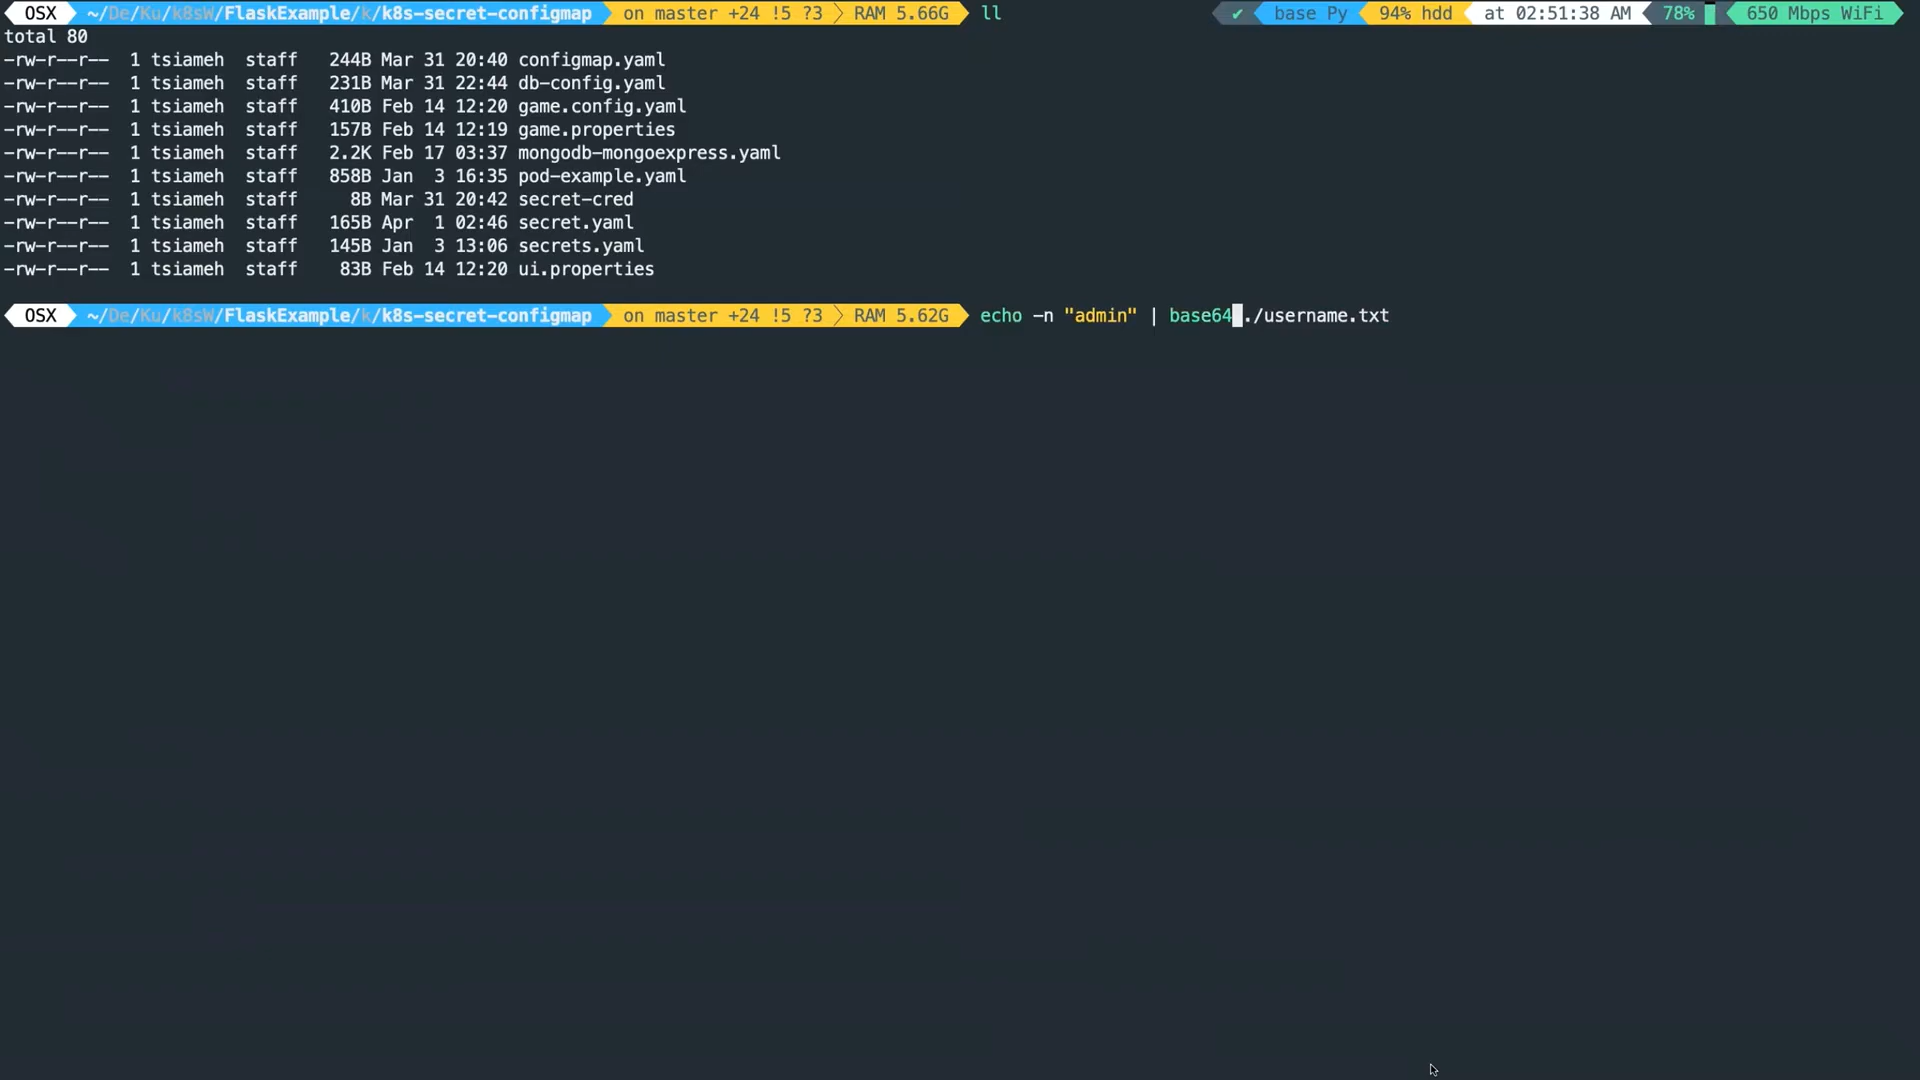 OSX ~/De/Ku/k8sW/FlaskExample/k/k8s-secret-configmap on master +24 !5 ?3 RAM 5.66G ll ✔ base Py 94% hdd at 02:51:38 AM 78% 650 Mbps WiFi
total 80
-rw-r--r-- 1 tsiameh staff 244B Mar 31 20:40 configmap.yaml
-rw-r--r-- 1 tsiameh staff 231B Mar 31 22:44 db-config.yaml
-rw-r--r-- 1 tsiameh staff 410B Feb 14 12:20 game.config.yaml
-rw-r--r-- 1 tsiameh staff 157B Feb 14 12:19 game.properties
-rw-r--r-- 1 tsiameh staff 2.2K Feb 17 03:37 mongodb-mongoexpress.yaml
-rw-r--r-- 1 tsiameh staff 858B Jan 3 16:35 pod-example.yaml
-rw-r--r-- 1 tsiameh staff 8B Mar 31 20:42 secret-cred
-rw-r--r-- 1 tsiameh staff 165B Apr 1 02:46 secret.yaml
-rw-r--r-- 1 tsiameh staff 145B Jan 3 13:06 secrets.yaml
-rw-r--r-- 1 tsiameh staff 83B Feb 14 12:20 ui.properties
OSX ~/De/Ku/k8sW/FlaskExample/k/k8s-secret-configmap on master +24 !5 ?3 RAM 5.62G echo -n "admin" | base64 ./username.txt